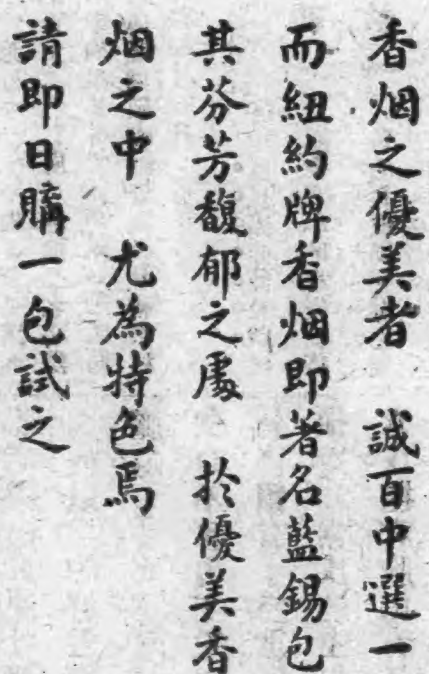 香烟之優美者　誠百中選一
而紐約牌香烟即著名藍錫包
其芬芳馥郁之處　於優美香
烟之中　尤為特色焉
請即日購一包試之